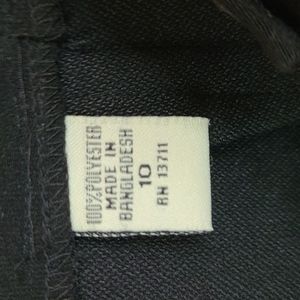 100% POLYESTER
MADE IN
BANGLADESH
10
RN 13711